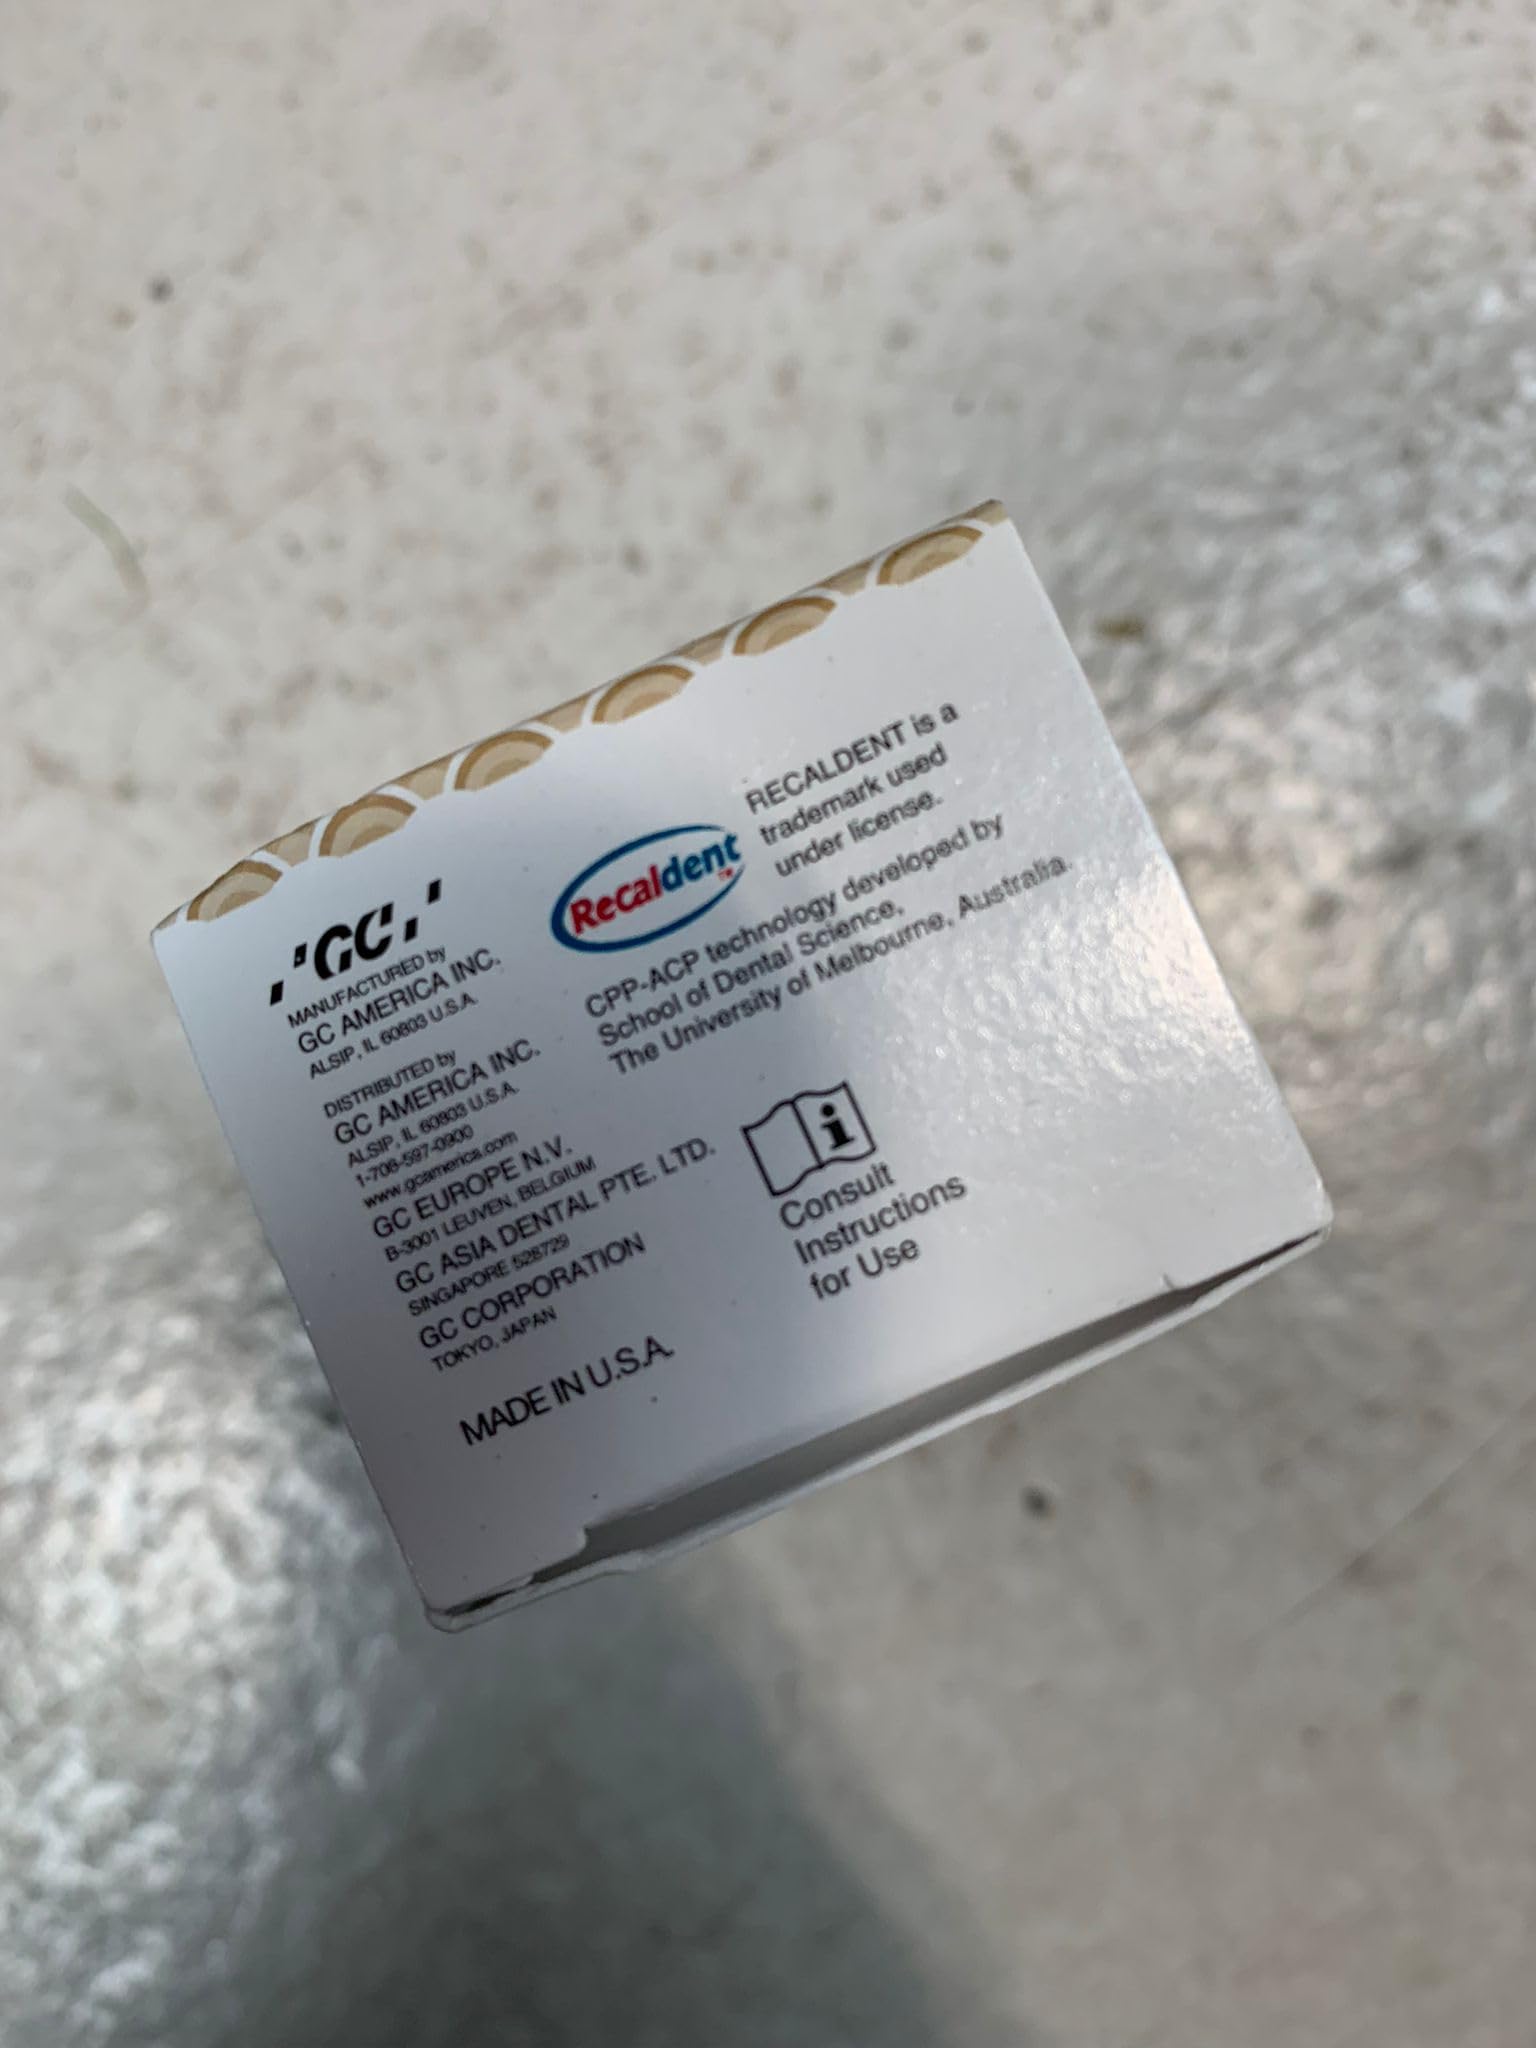 GC
MANUFACTURED by
GC AMERICA INC.
ALSIP, IL 60803 U.S.A.
DISTRIBUTED by
GC AMERICA INC.
ALSIP, IL 60803 U.S.A.
1-708-597-0900
www.gcamerica.com
GC EUROPE N.V.
B-3001 LEUVEN, BELGIUM
GC ASIA DENTAL PTE. LTD.
SINGAPORE 528729
GC CORPORATION
TOKYO, JAPAN
MADE IN U.S.A.
Recaldent™
RECALDENT is a
trademark used
under license.
CPP-ACP technology developed by
School of Dental Science,
The University of Melbourne, Australia.
i
Consult
Instructions
for Use